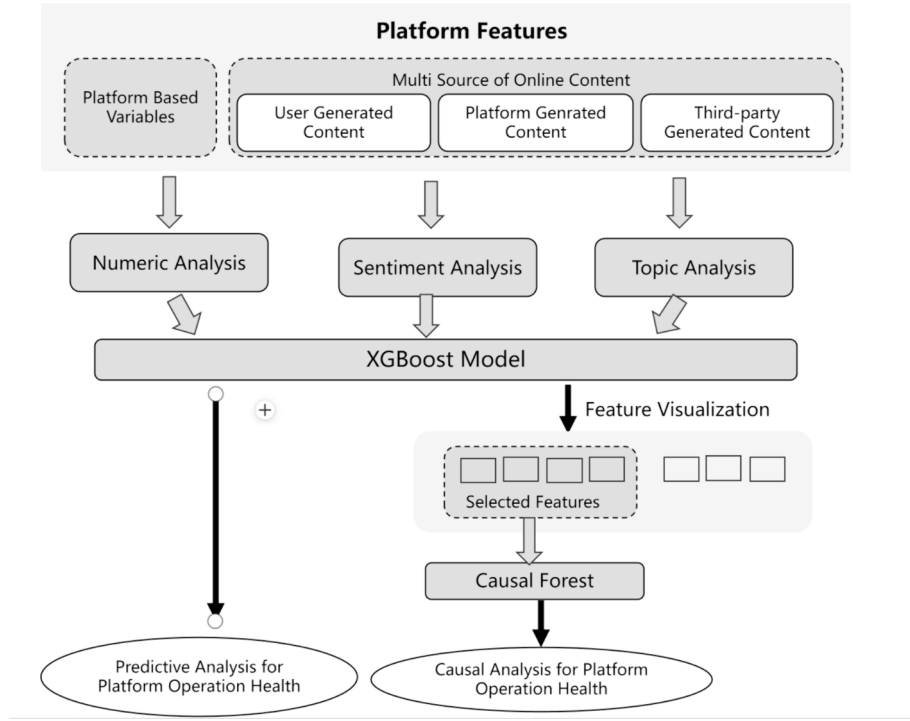 Platform Features
Platform Based
Variables
Multi Source of Online Content
User Generated
Content
Platform Genrated
Content
Third-party
Generated Content
Numeric Analysis
Sentiment Analysis
Topic Analysis
XGBoost Model
Feature Visualization
Selected Features
Causal Forest
Predictive Analysis for
Platform Operation Health
Causal Analysis for Platform
Operation Health